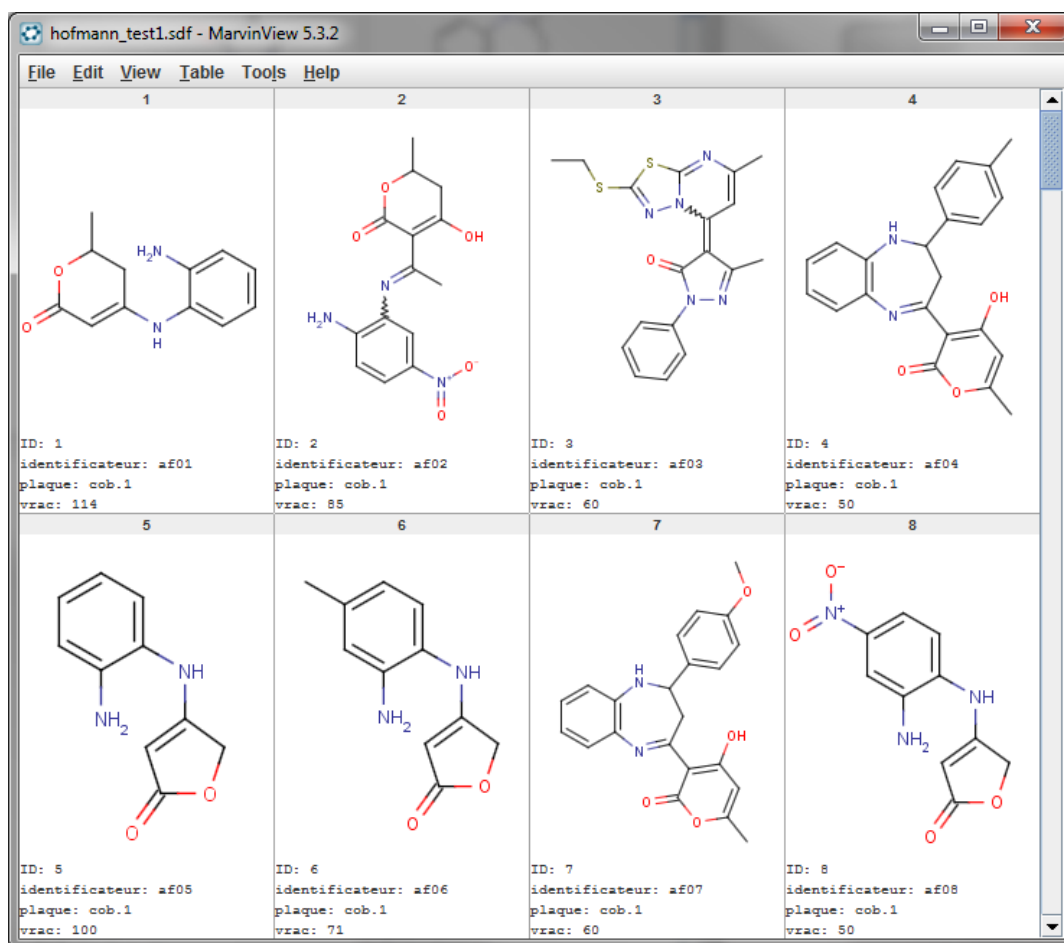 hofmann_test1.sdf - MarvinView 5.3.2
File Edit View Table Tools Help
1 2 3 4
O
O
N
H
H₂N
O
O
OH
N
H₂N
N⁺
O⁻
O
S
S
N
N
N
O
N
N
H
N
N
OH
O
O
ID: 1
identificateur: af01
plaque: cob.1
vrac: 114
ID: 2
identificateur: af02
plaque: cob.1
vrac: 85
ID: 3
identificateur: af03
plaque: cob.1
vrac: 60
ID: 4
identificateur: af04
plaque: cob.1
vrac: 50
5 6 7 8
NH
NH₂
O
O
NH
NH₂
O
O
O
H
N
N
OH
O
O
O⁻
N⁺
O
NH
NH₂
O
O
ID: 5
identificateur: af05
plaque: cob.1
vrac: 100
ID: 6
identificateur: af06
plaque: cob.1
vrac: 71
ID: 7
identificateur: af07
plaque: cob.1
vrac: 60
ID: 8
identificateur: af08
plaque: cob.1
vrac: 50